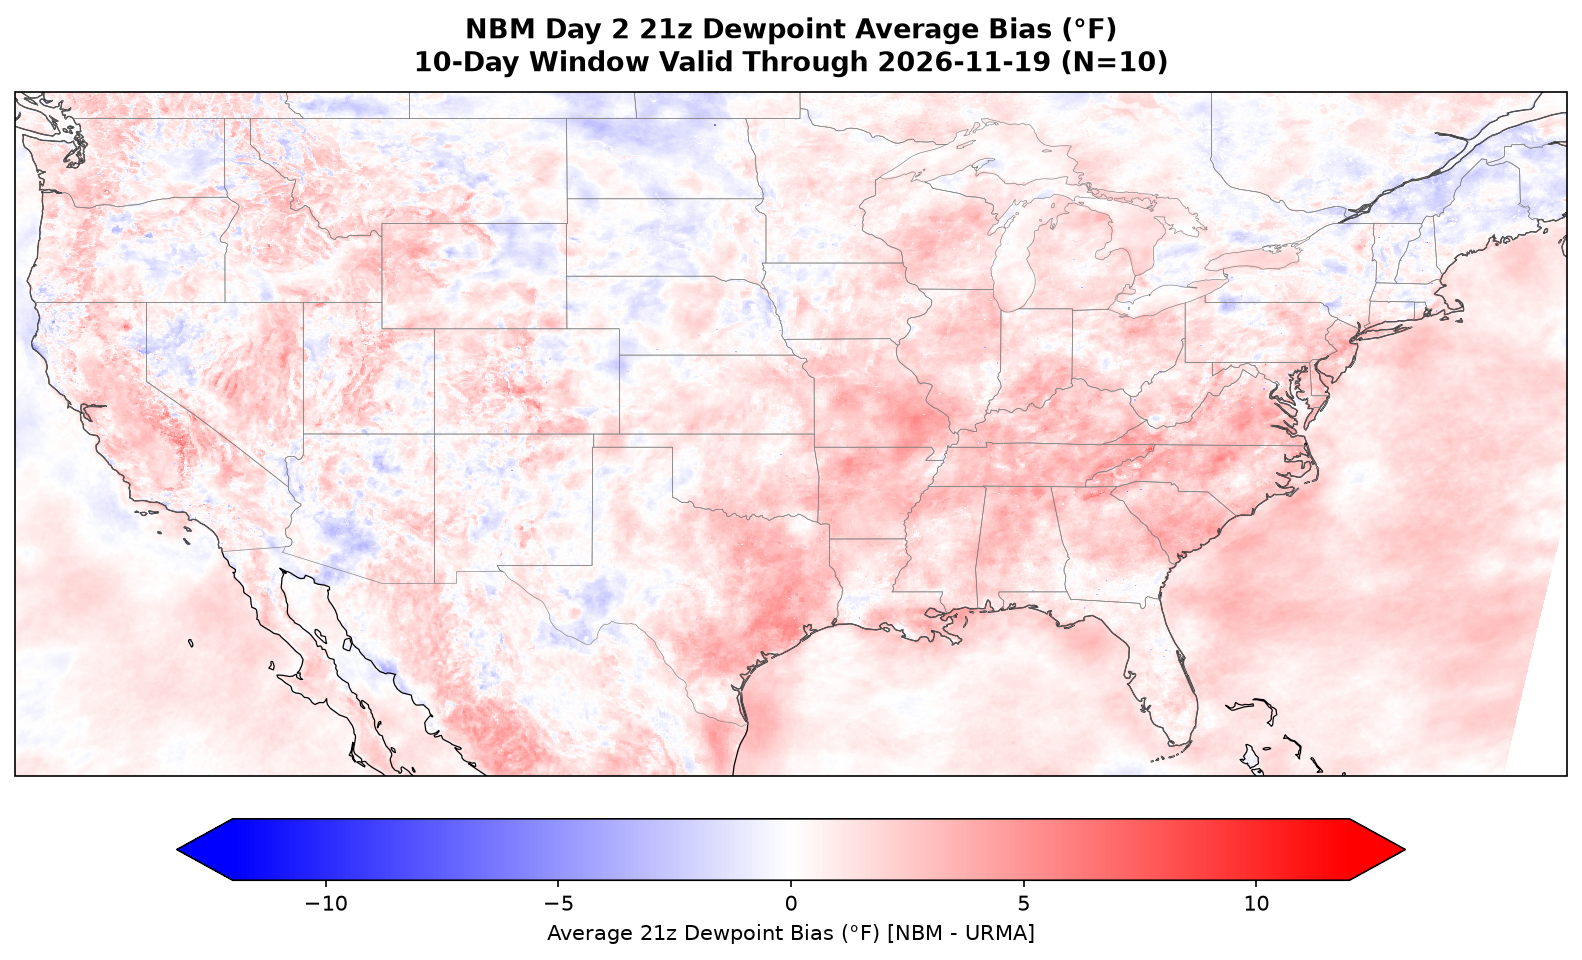 NBM Day 2 21z Dewpoint Average Bias (°F)
10-Day Window Valid Through 2026-11-19 (N=10)
−10
−5
0
5
10
Average 21z Dewpoint Bias (°F) [NBM - URMA]